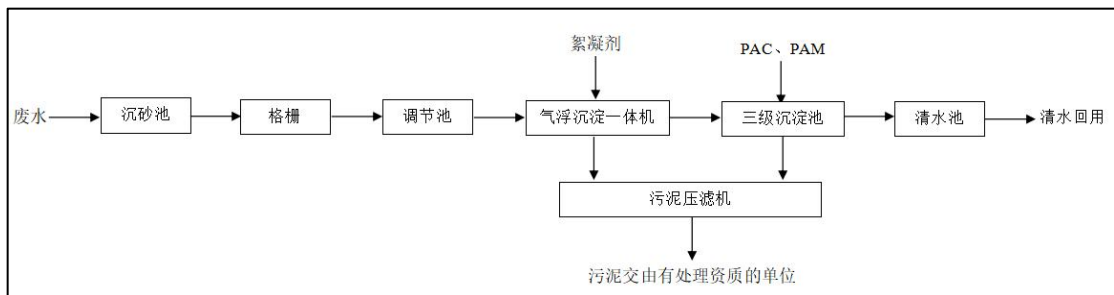 絮凝剂
PAC、PAM
废水
沉砂池
格栅
调节池
气浮沉淀一体机
三级沉淀池
清水池
清水回用
污泥压滤机
污泥交由有处理资质的单位